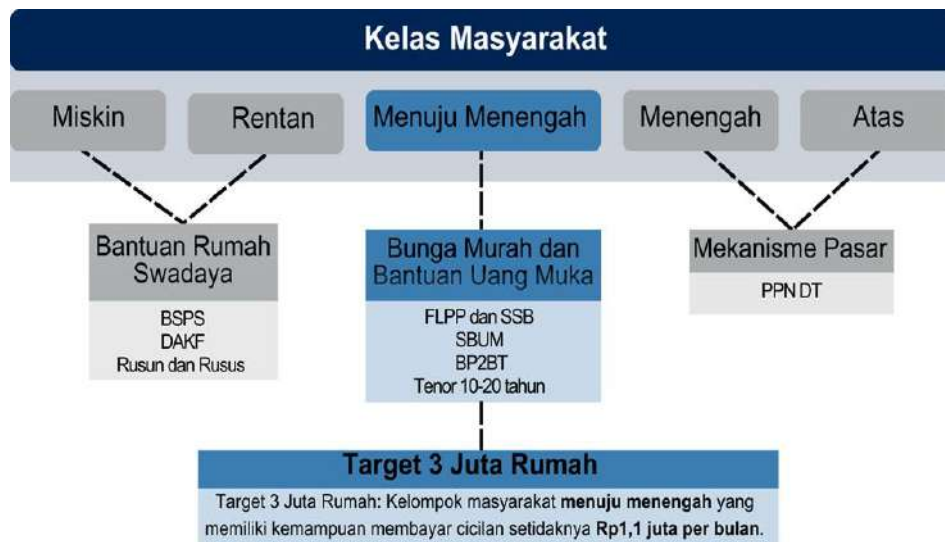 Kelas Masyarakat
Miskin
Rentan
Menuju Menengah
Menengah
Atas
Bantuan Rumah
Swadaya
BSPS
DAKF
Rusun dan Rusus
Bunga Murah dan
Bantuan Uang Muka
FLPP dan SSB
SBUM
BP2BT
Tenor 10-20 tahun
Mekanisme Pasar
PPN DT
Target 3 Juta Rumah
Target 3 Juta Rumah: Kelompok masyarakat menuju menengah yang
memiliki kemampuan membayar cicilan setidaknya Rp1,1 juta per bulan.